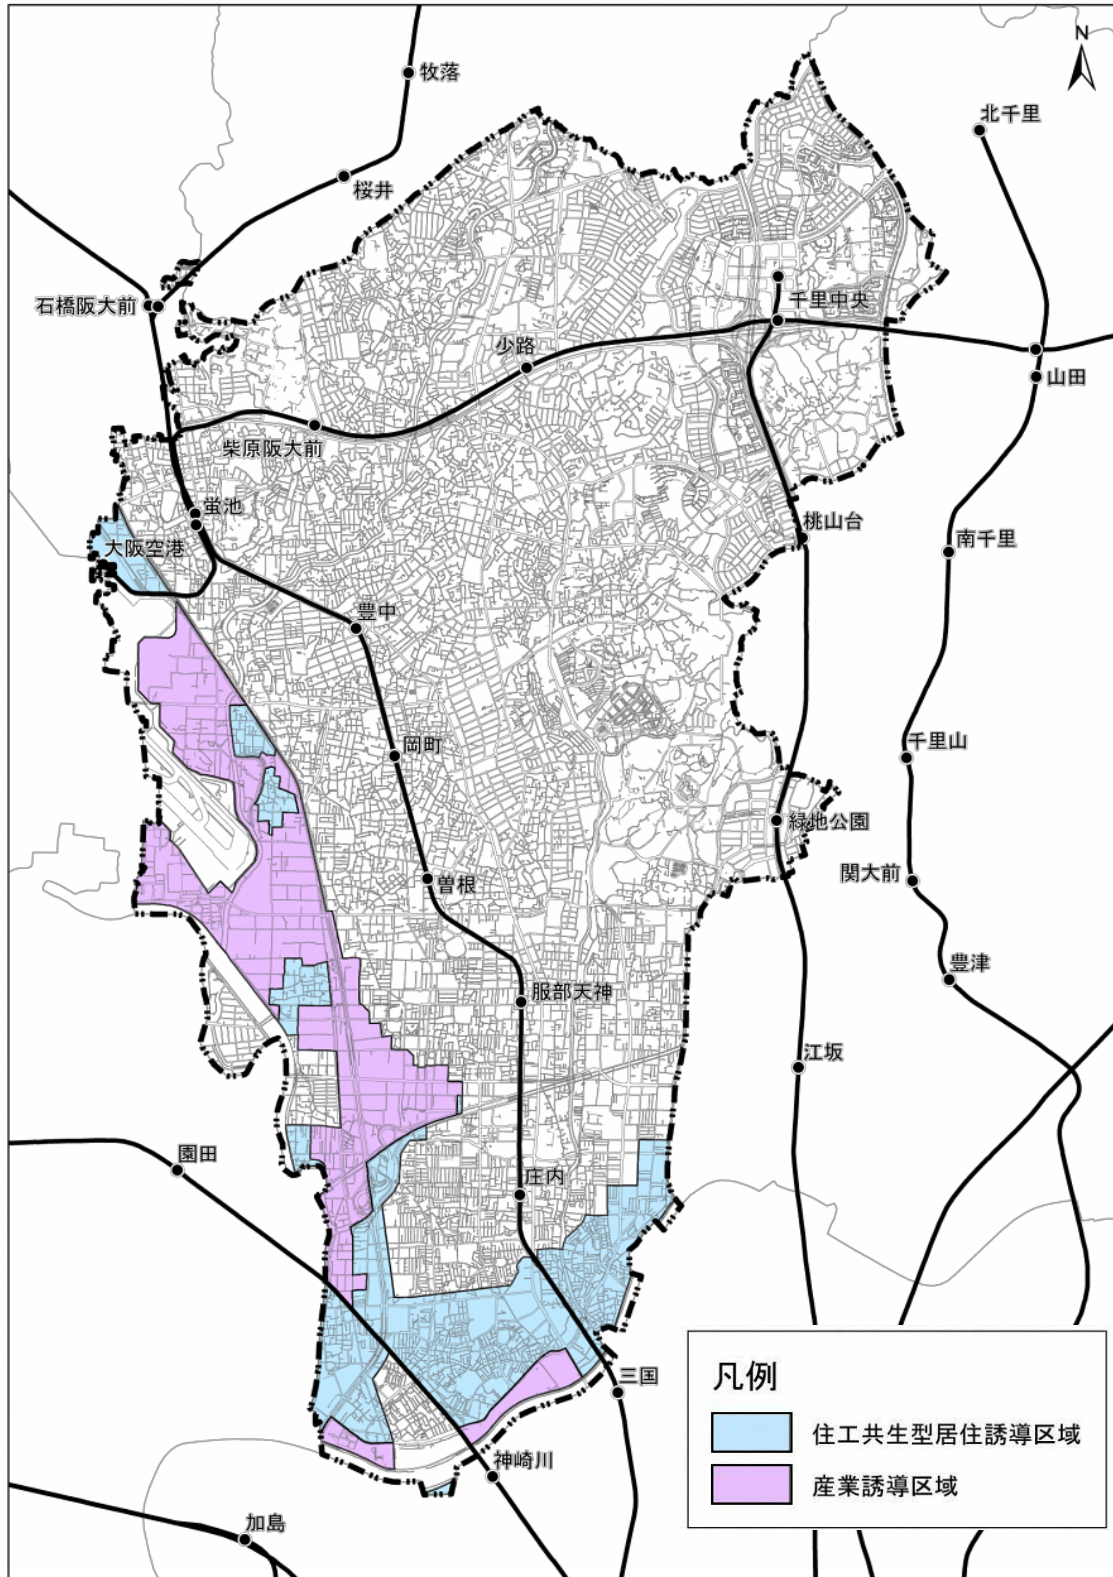 N
牧落
北千里
桜井
石橋阪大前
千里中央
少路
山田
柴原阪大前
蛍池
桃山台
南千里
大阪空港
豊中
岡町
千里山
緑地公園
関大前
曽根
豊津
服部天神
江坂
園田
庄内
三国
神崎川
加島
凡例
住工共生型居住誘導区域
産業誘導区域